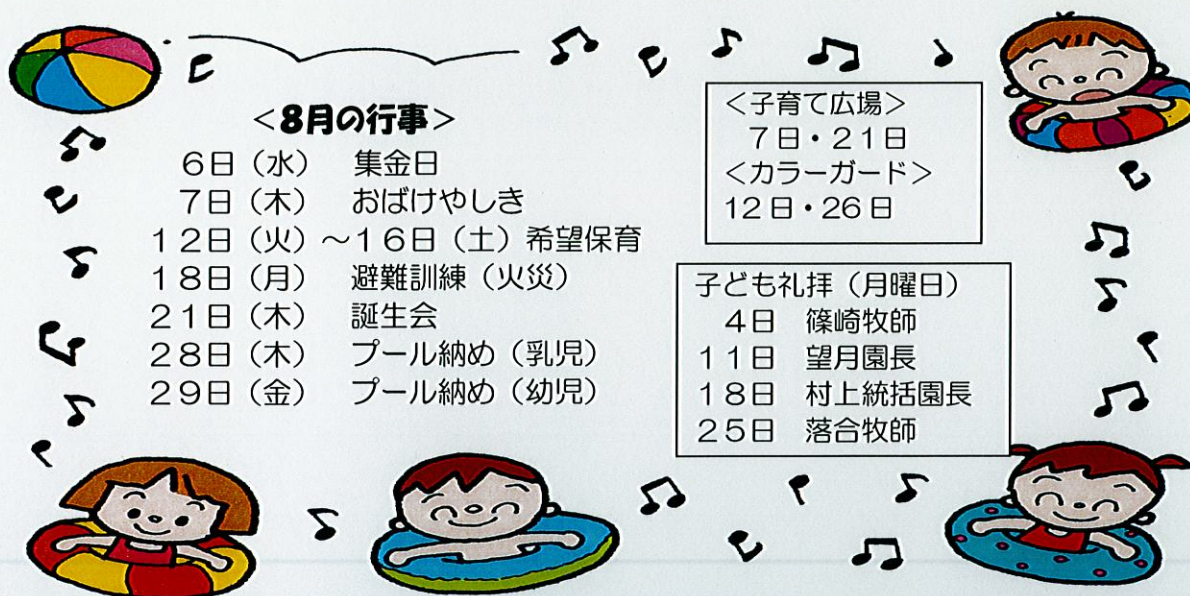 ＜8月の行事＞
6日（水）　集金日
7日（木）　おばけやしき
１２日（火）～１６日（土）希望保育
１８日（月）　避難訓練（火災）
２１日（木）　誕生会
２８日（木）　プール納め（乳児）
２９日（金）　プール納め（幼児）
＜子育て広場＞
７日・２１日
＜カラーガード＞
12日・26日
子ども礼拝（月曜日）
４日　篠崎牧師
１１日　望月園長
１８日　村上統括園長
２５日　落合牧師